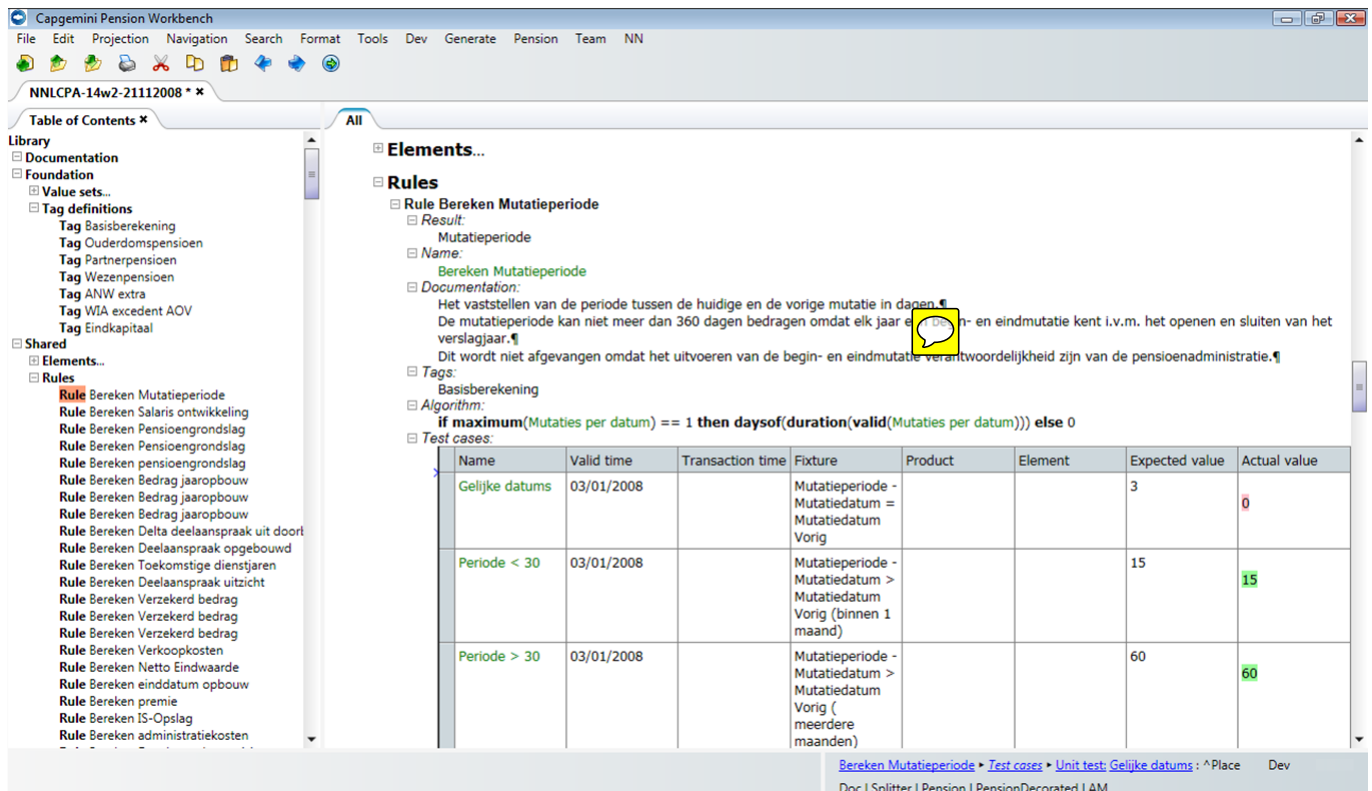 Capgemini Pension Workbench
File Edit Projection Navigation Search Format Tools Dev Generate Pension Team NN
NNLCPA-14w2-21112008 *
Table of Contents
Library
Documentation
Foundation
Value sets...
Tag definitions
Tag Basisberekening
Tag Ouderdomspensioen
Tag Partnerpensioen
Tag Wezenpensioen
Tag ANW extra
Tag WIA excedent AOV
Tag Eindkapitaal
Shared
Elements...
Rules
Rule Bereken Mutatieperiode
Rule Bereken Salaris ontwikkeling
Rule Bereken Pensioengrondslag
Rule Bereken Pensioengrondslag
Rule Bereken pensioengrondslag
Rule Bereken Bedrag jaaropbouw
Rule Bereken Bedrag jaaropbouw
Rule Bereken Bedrag jaaropbouw
Rule Bereken Delta deelaanspraak uit doorl
Rule Bereken Deelaanspraak opgebouwd
Rule Bereken Toekomstige dienstjaren
Rule Bereken Deelaanspraak uitzicht
Rule Bereken Verzekerd bedrag
Rule Bereken Verzekerd bedrag
Rule Bereken Verzekerd bedrag
Rule Bereken Verkoopkosten
Rule Bereken Netto Eindwaarde
Rule Bereken einddatum opbouw
Rule Bereken premie
Rule Bereken IS-Opslag
Rule Bereken administratiekosten
All
Elements...
Rules
Rule Bereken Mutatieperiode
Result:
Mutatieperiode
Name:
Bereken Mutatieperiode
Documentation:
Het vaststellen van de periode tussen de huidige en de vorige mutatie in dagen.¶
De mutatieperiode kan niet meer dan 360 dagen bedragen omdat elk jaar - en eindmutatie kent i.v.m. het openen en sluiten van het
verslagjaar.¶
Dit wordt niet afgevangen omdat het uitvoeren van de begin- en eindmutatie verantwoordelijkheid zijn van de pensioenadministratie.¶
Tags:
Basisberekening
Algorithm:
if maximum(Mutaties per datum) == 1 then daysof(duration(valid(Mutaties per datum))) else 0
Test cases:
Name Valid time Transaction time Fixture Product Element Expected value Actual value
Gelijke datums 03/01/2008 Mutatieperiode - 3
Mutatiedatum = 0
Mutatiedatum
Vorig
Periode < 30 03/01/2008 Mutatieperiode - 15
Mutatiedatum > 15
Mutatiedatum
Vorig (binnen 1
maand)
Periode > 30 03/01/2008 Mutatieperiode - 60
Mutatiedatum > 60
Mutatiedatum
Vorig (
meerdere
maanden)
Bereken Mutatieperiode ▸ Test cases ▸ Unit test: Gelijke datums : ^Place Dev
Doc | Splitter | Pension | PensionDecorated | AM